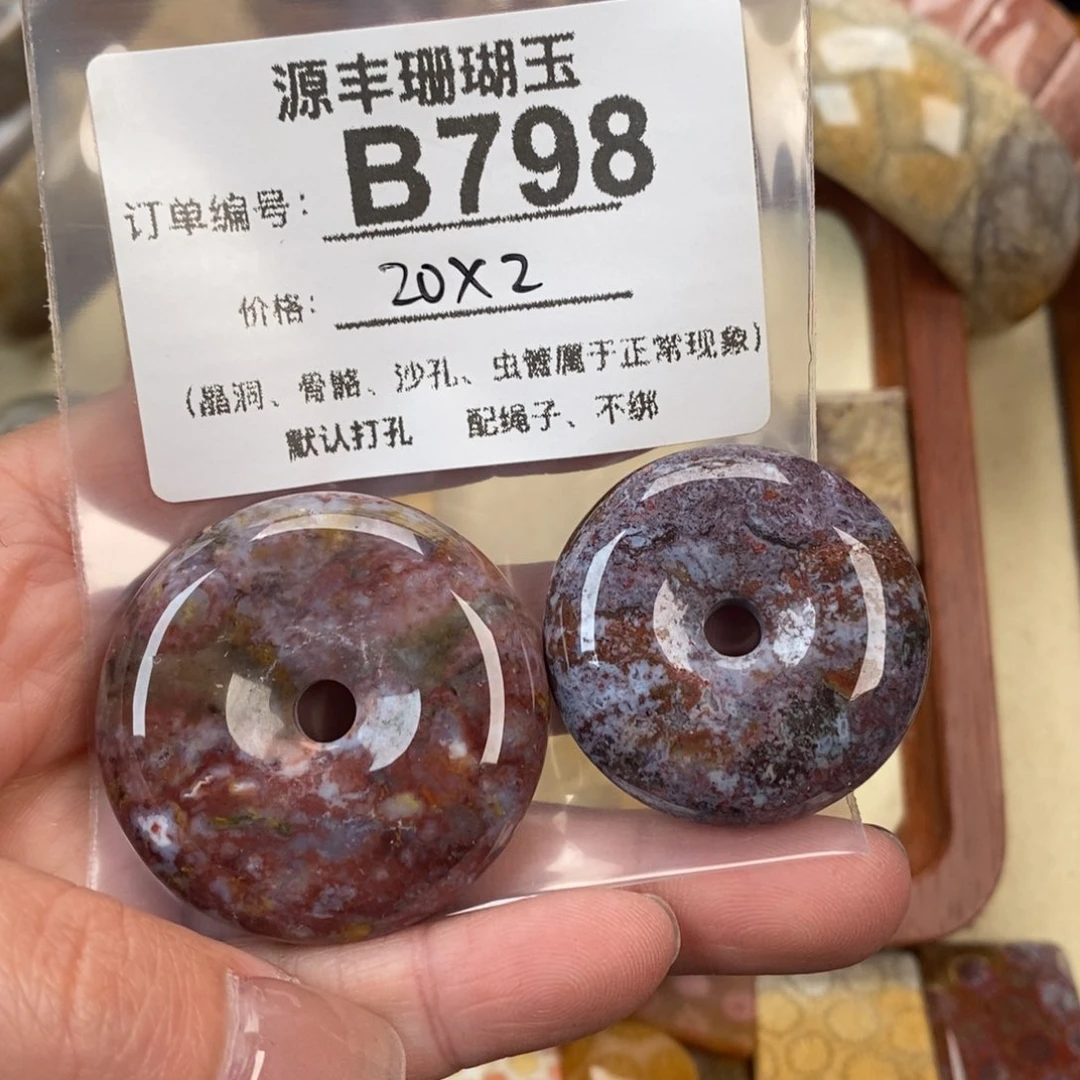 源丰珊瑚玉
订单编号: B798
价格: 20X2
(晶洞、骨骼、沙孔、虫臀属于正常现象)
默认打孔 配绳子、不绑